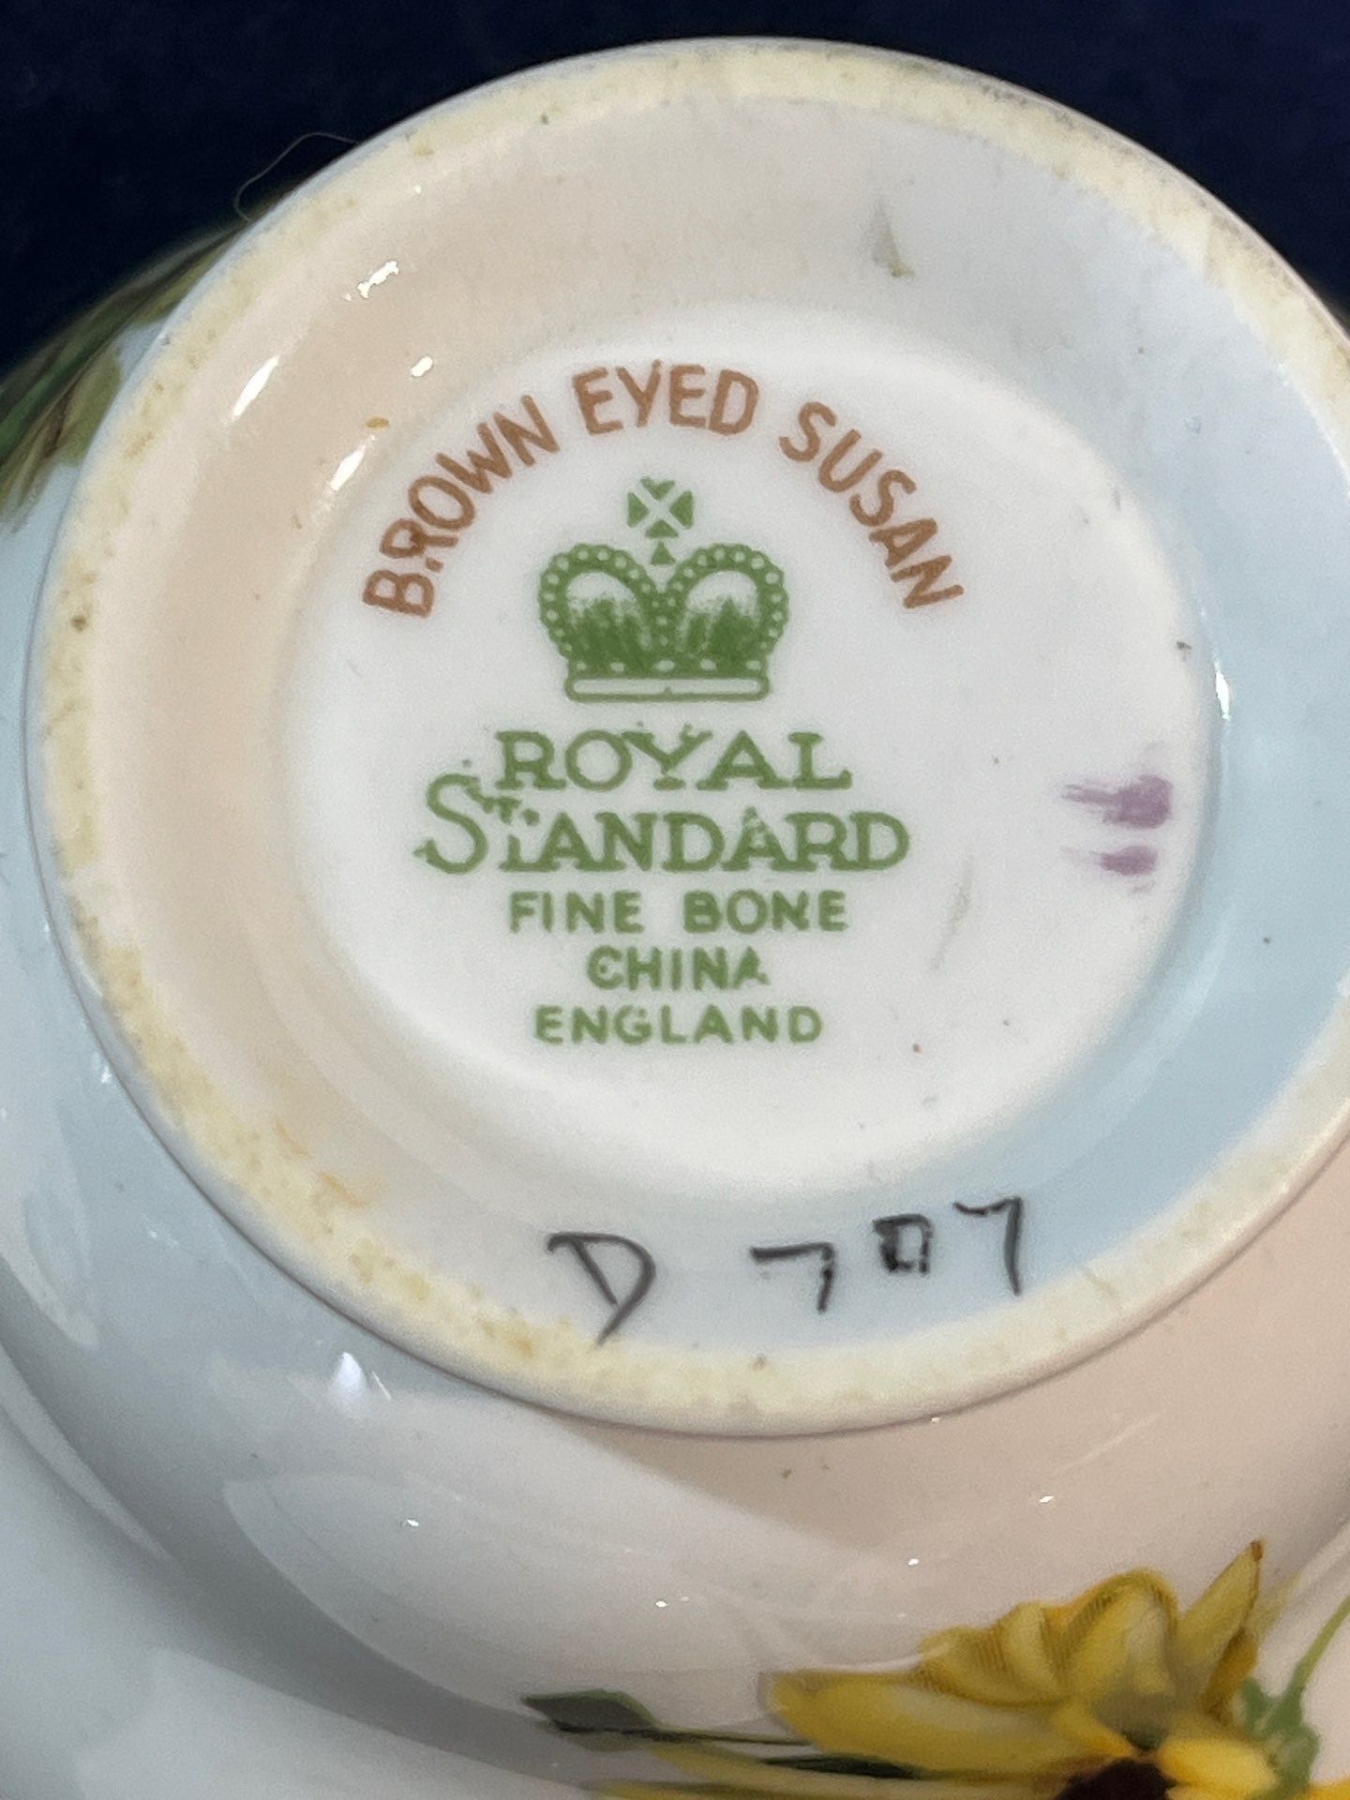 BROWN EYED SUSAN
ROYAL
STANDARD
FINE BONE
CHINA
ENGLAND
D 707